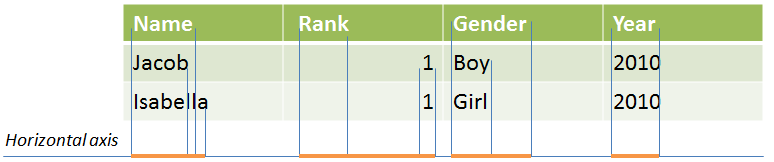 Name Rank Gender Year
Jacob 1 Boy 2010
Isabella 1 Girl 2010
Horizontal axis